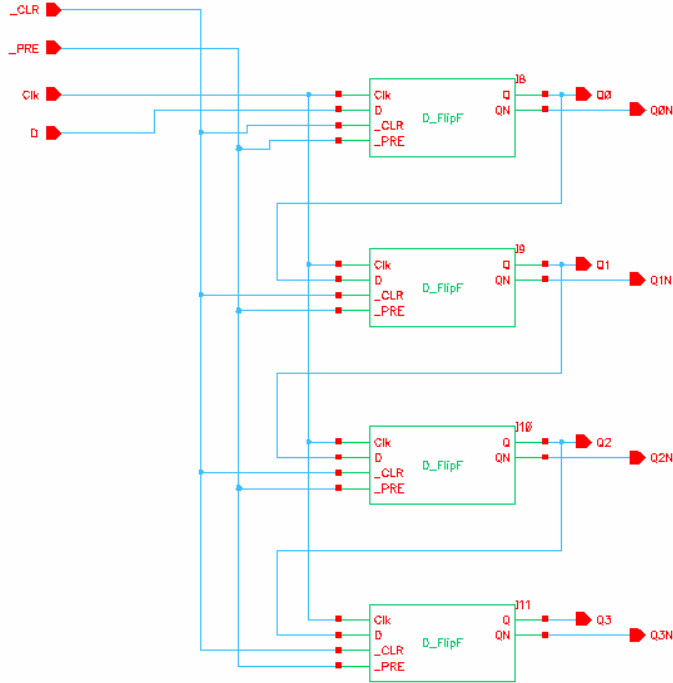 _CLR
_PRE
Clk
D
J8
Clk
D
_CLR
_PRE
D_FlipF
Q
QN
Q0
Q0N
J9
Clk
D
_CLR
_PRE
D_FlipF
Q
QN
Q1
Q1N
J10
Clk
D
_CLR
_PRE
D_FlipF
Q
QN
Q2
Q2N
J11
Clk
D
_CLR
_PRE
D_FlipF
Q
QN
Q3
Q3N